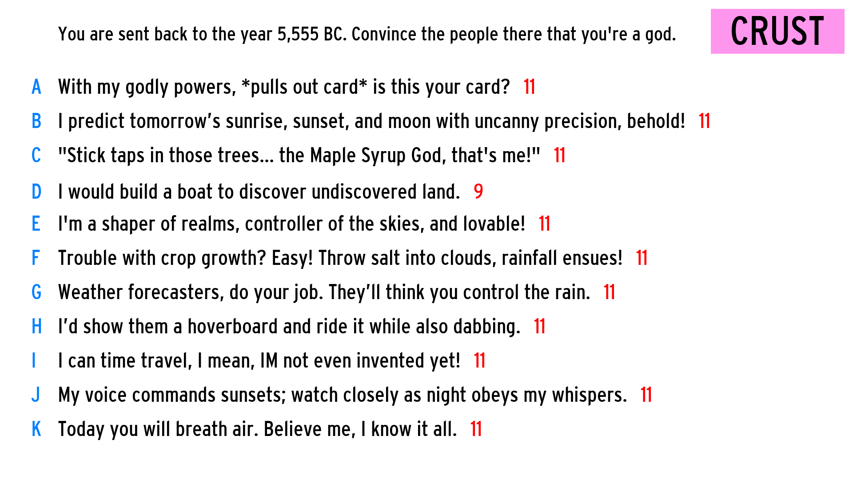 You are sent back to the year 5,555 BC. Convince the people there that you're a god.
CRUST
A With my godly powers, *pulls out card* is this your card? 11
B I predict tomorrow's sunrise, sunset, and moon with uncanny precision, behold! 11
C "Stick taps in those trees... the Maple Syrup God, that's me!" 11
D I would build a boat to discover undiscovered land. 9
E I'm a shaper of realms, controller of the skies, and lovable! 11
F Trouble with crop growth? Easy! Throw salt into clouds, rainfall ensues! 11
G Weather forecasters, do your job. They'll think you control the rain. 11
H I'd show them a hoverboard and ride it while also dabbing. 11
I I can time travel, I mean, IM not even invented yet! 11
J My voice commands sunsets; watch closely as night obeys my whispers. 11
K Today you will breath air. Believe me, I know it all. 11